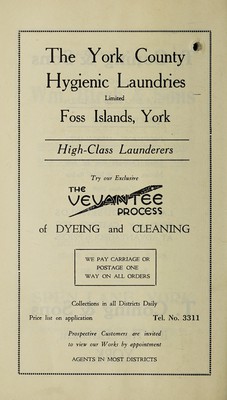 The York County
Hygienic Laundries
Limited
Foss Islands, York
High-Class Launderers
Try our Exclusive
THE
VEVANTEE
PROCESS
of DYEING and CLEANING
WE PAY CARRIAGE OR
POSTAGE ONE
WAY ON ALL ORDERS
Collections in all Districts Daily
Price list on application Tel. No. 3311
Prospective Customers are invited
to view our Works by appointment
AGENTS IN MOST DISTRICTS